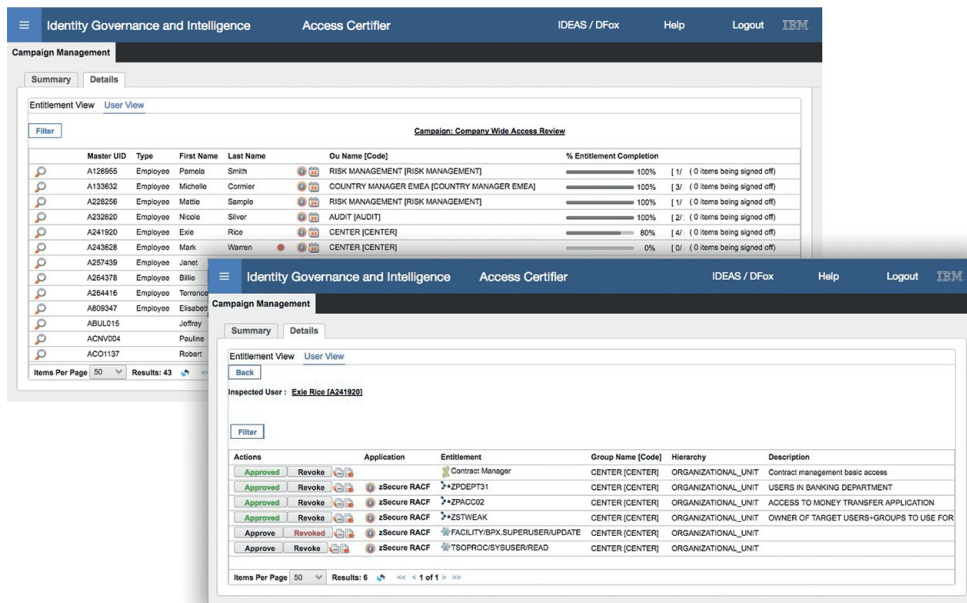 Identity Governance and Intelligence Access Certifier IDEAS / DFox Help Logout IBM
Campaign Management
Summary Details
Entitlement View User View
Filter Campaign: Company Wide Access Review
Master UID Type First Name Last Name Ou Name [Code] % Entitlement Completion
A126955 Employee Pamela Smith RISK MANAGEMENT [RISK MANAGEMENT] 100% [ 1/ ( 0 items being signed off)
A133632 Employee Michelle Cormier COUNTRY MANAGER EMEA [COUNTRY MANAGER EMEA] 100% [ 3/ ( 0 items being signed off)
A228256 Employee Mattie Sample RISK MANAGEMENT [RISK MANAGEMENT] 100% [ 1/ ( 0 items being signed off)
A232620 Employee Nicole Silver AUDIT [AUDIT] 100% [ 2/ ( 0 items being signed off)
A241920 Employee Exie Rice CENTER [CENTER] 80% [ 4/ ( 0 items being signed off)
A243628 Employee Mark Warren CENTER [CENTER] 0% [ 0/ ( 0 items being signed off)
A257439 Employee Janet
A264378 Employee Billie
A264416 Employee Terrence
A809347 Employee Elisabeth
ABUL015 Jeffrey
ACNV004 Pauline
ACO1137 Robert
Items Per Page 50 Results: 43 <<
Identity Governance and Intelligence Access Certifier IDEAS / DFox Help Logout IBM
Campaign Management
Summary Details
Entitlement View User View
Back
Inspected User : Exie Rice [A241920]
Filter
Actions Application Entitlement Group Name [Code] Hierarchy Description
Approved Revoke Contract Manager CENTER [CENTER] ORGANIZATIONAL_UNIT Contract management basic access
Approved Revoke zSecure RACF +ZPDEPT31 CENTER [CENTER] ORGANIZATIONAL_UNIT USERS IN BANKING DEPARTMENT
Approved Revoke zSecure RACF +ZPACC02 CENTER [CENTER] ORGANIZATIONAL_UNIT ACCESS TO MONEY TRANSFER APPLICATION
Approved Revoke zSecure RACF +ZSTWEAK CENTER [CENTER] ORGANIZATIONAL_UNIT OWNER OF TARGET USERS+GROUPS TO USE FOR
Approve Revoked zSecure RACF FACILITY/BPX.SUPERUSER/UPDATE CENTER [CENTER] ORGANIZATIONAL_UNIT
Approve Revoke zSecure RACF TSOPROC/SYSUSER/READ CENTER [CENTER] ORGANIZATIONAL_UNIT
Items Per Page 50 Results: 6 << < 1 of 1 > >>